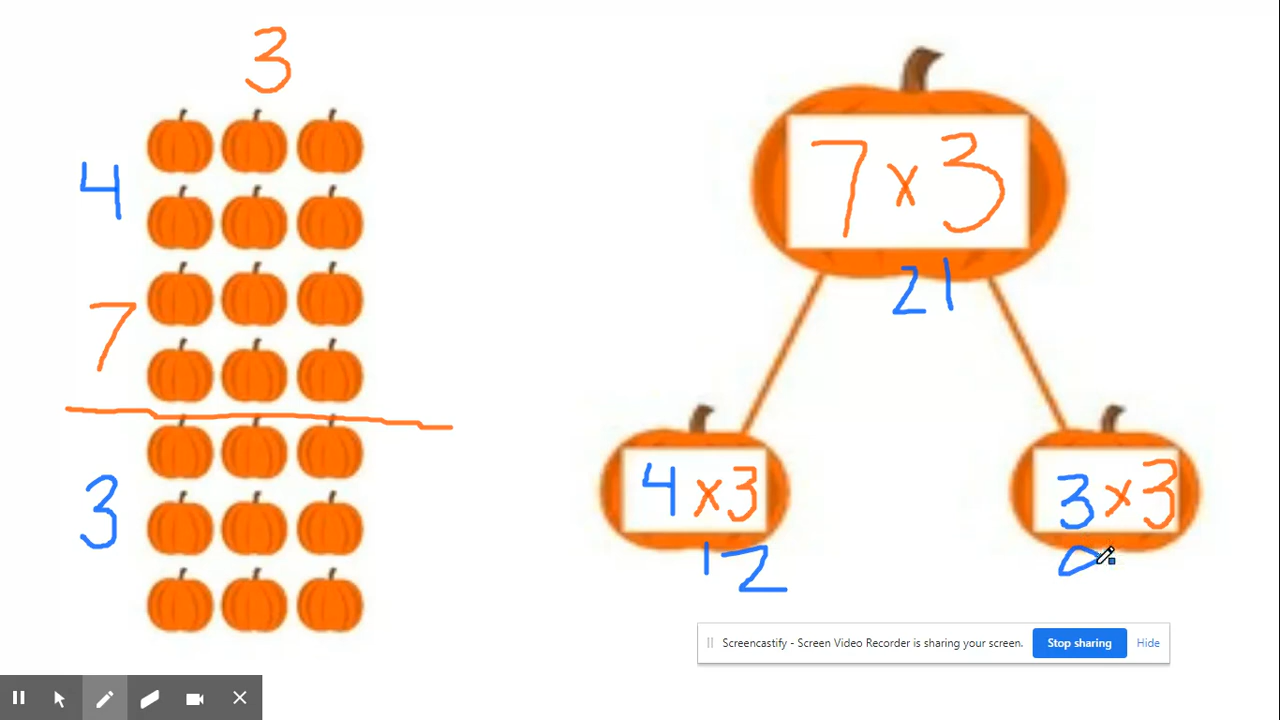 3
4
7
3
7 x 3
21
4 x 3
12
3 x 3
Screencastify - Screen Video Recorder is sharing your screen.
Stop sharing
Hide